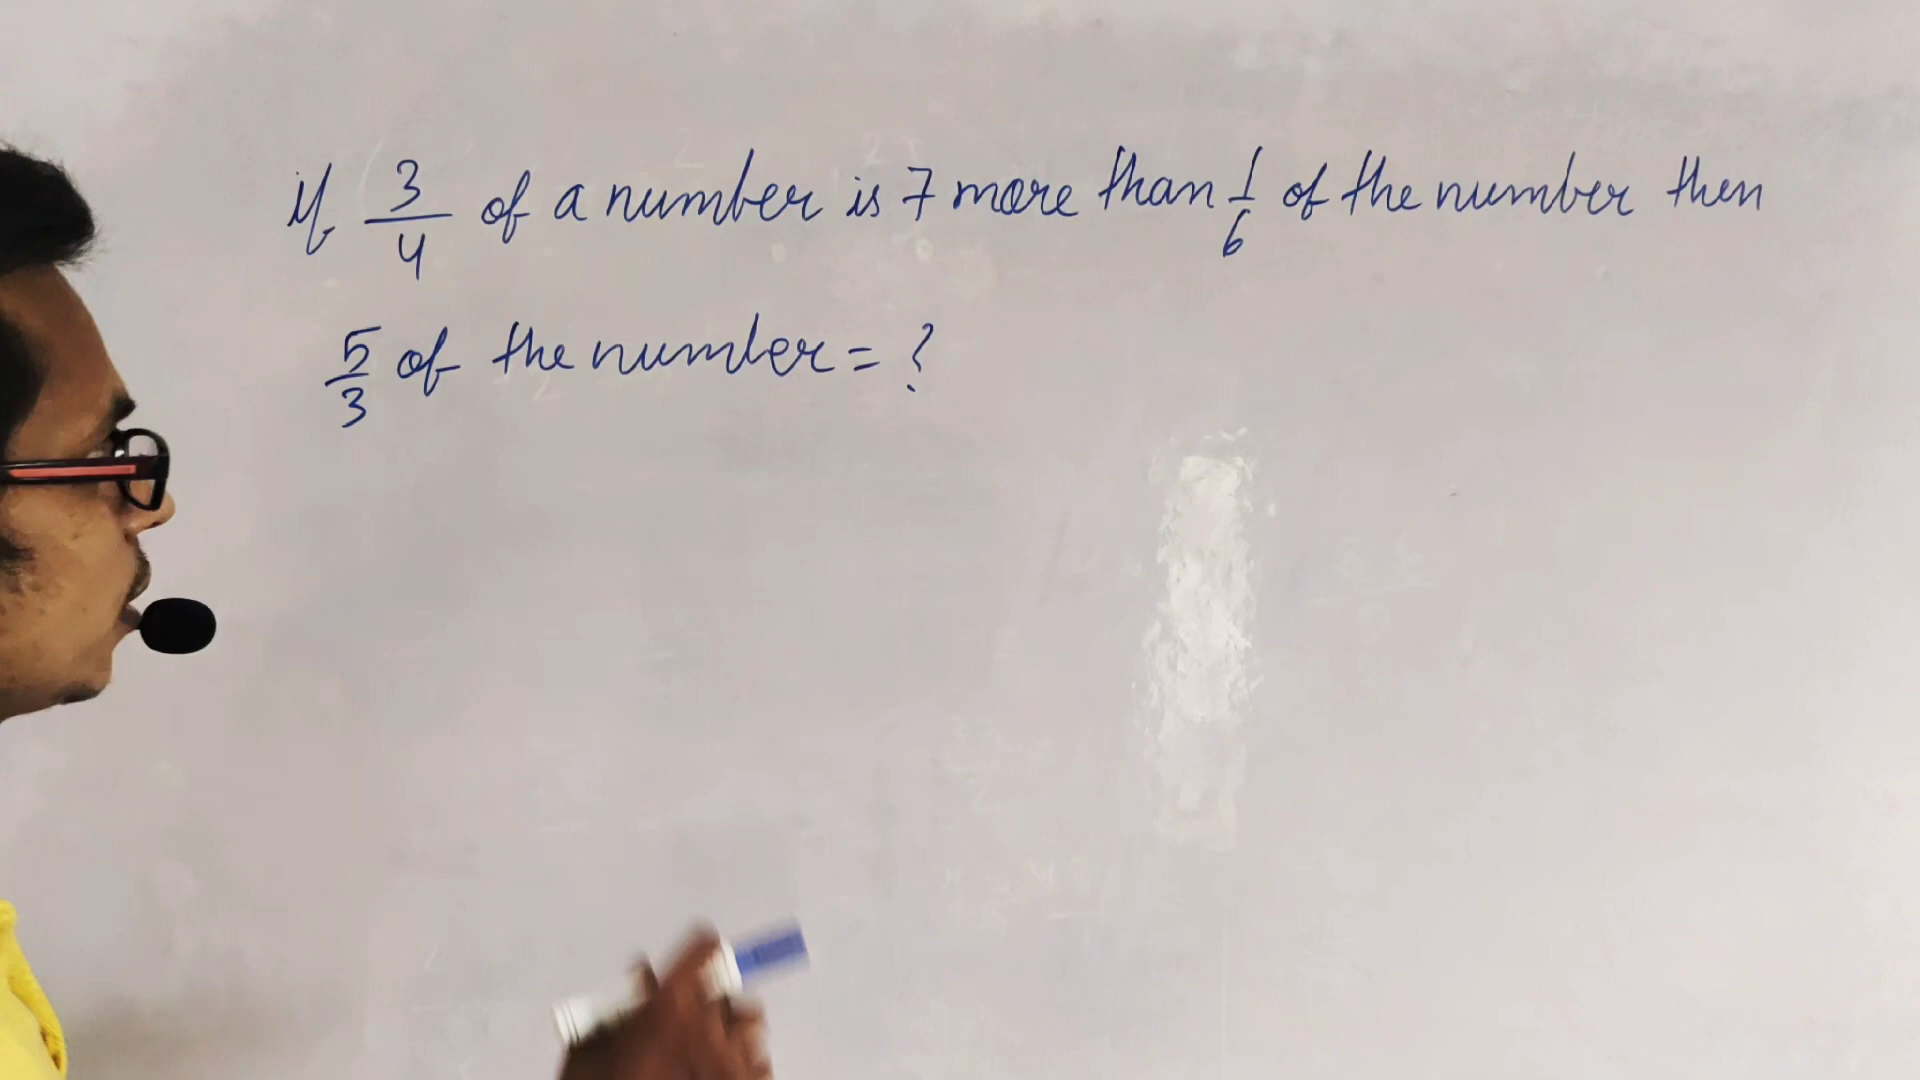 if 3/4 of a number is 7 more than 1/6 of the number then
5/3 of the number = ?